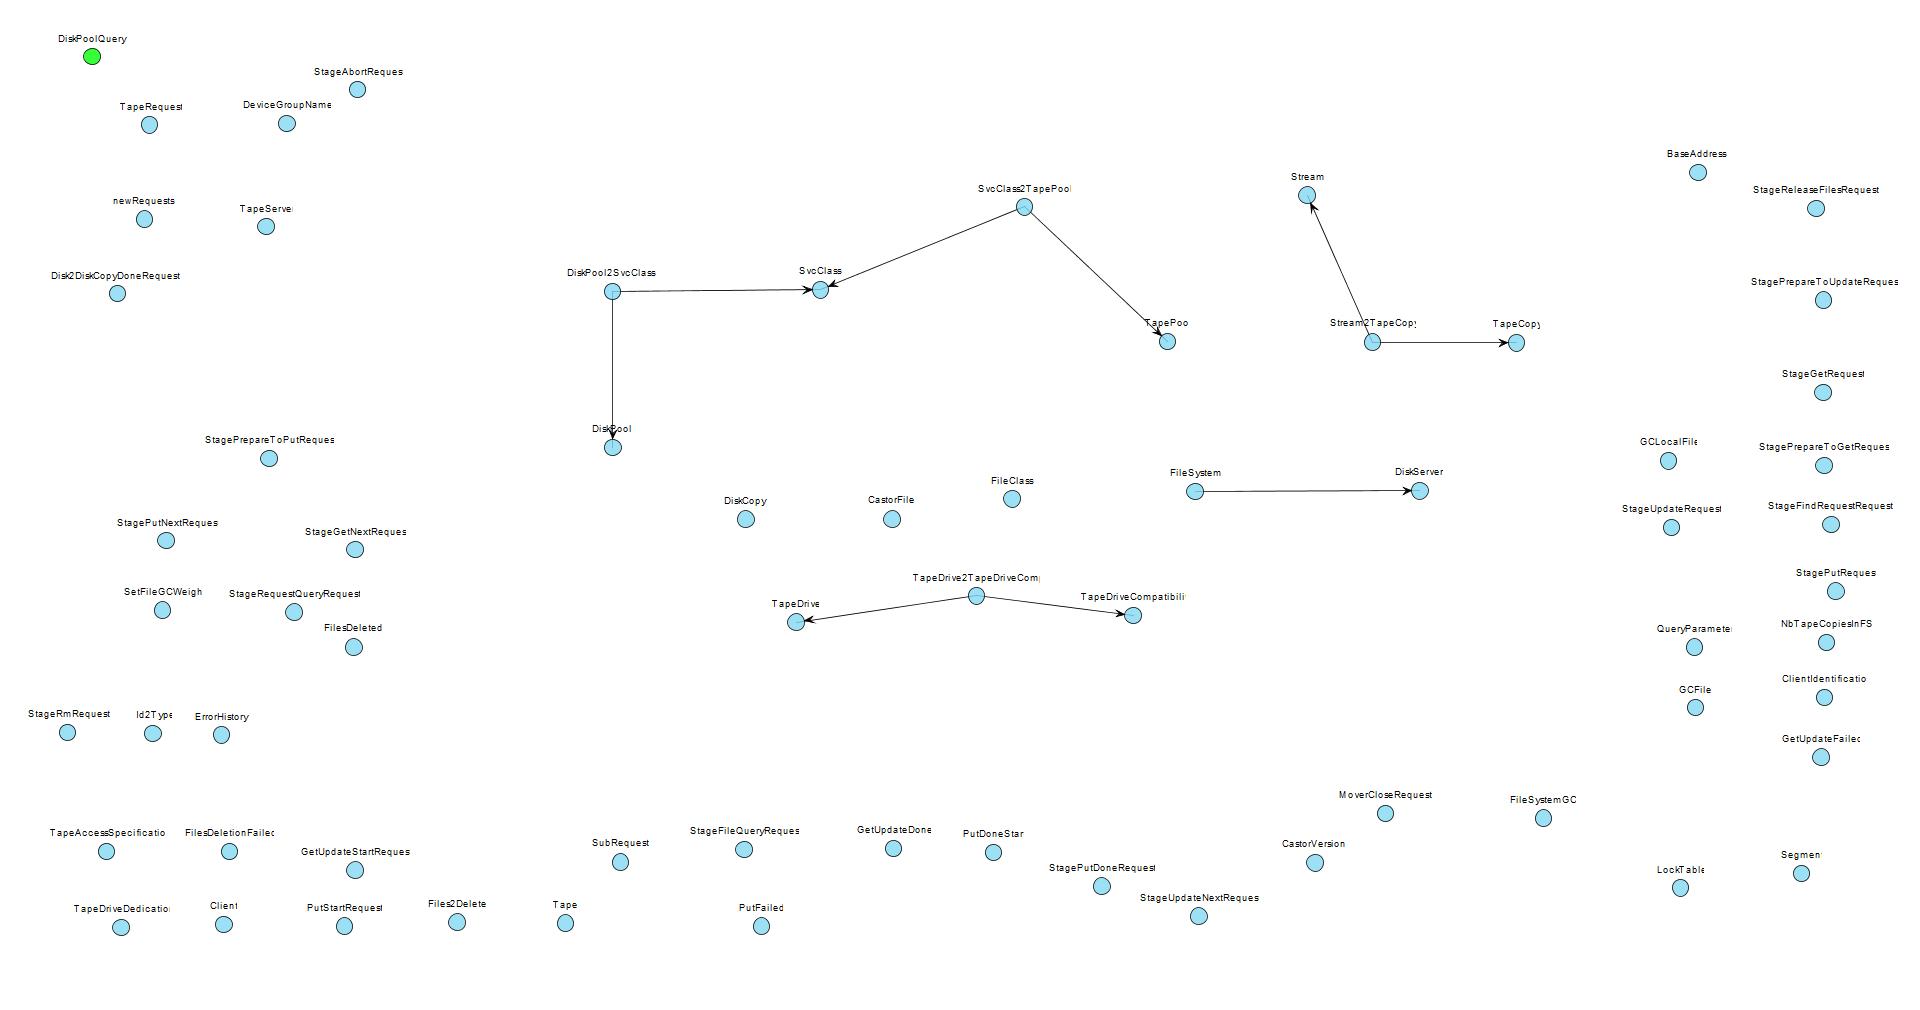 DiskPoolQuery
StageAbortReques
TapeRequest
DeviceGroupName
BaseAddress
StageReleaseFilesRequest
Stream
SvcClass2TapePool
newRequests
TapeServe
Disk2DiskCopyDoneRequest
DiskPool2SvcClass
SvcClass
StagePrepareToUpdateReques
TapePoo
Stream2TapeCopy
TapeCopy
StageGetRequest
DiskPool
StagePrepareToPutReques
GCLocalFile
StagePrepareToGetReques
FileSystem
DiskServer
FileClass
DiskCopy
CastorFile
StageUpdateRequest
StageFindRequestRequest
StagePutNextReques
StageGetNextReques
StagePutReques
TapeDrive2TapeDriveComp
SetFileGCWeigh
StageRequestQueryRequest
TapeDrive
TapeDriveCompatibili
FilesDeleted
QueryParamete
NbTapeCopiesInFS
ClientIdentificatio
GCFile
StageRmRequest
Id2Type
ErrorHistory
GetUpdateFailed
MoverCloseRequest
FileSystemGC
TapeAccessSpecificatio
FilesDeletionFailed
GetUpdateStartReques
SubRequest
StageFileQueryReques
GetUpdateDone
PutDoneStar
CastorVersion
StagePutDoneRequest
LockTable
Segmen
TapeDriveDedicatio
Client
PutStartRequest
Files2Delete
Tape
PutFailed
StageUpdateNextReques